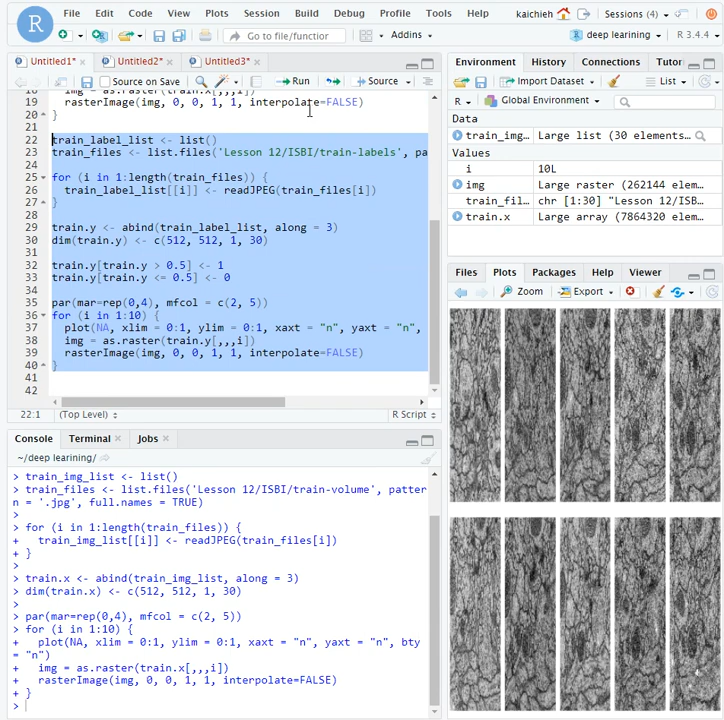 File Edit Code View Plots Session Build Debug Profile Tools Help kaichieh Sessions (4)
R Go to file/functior Addins deep learning R 3.4.4
Untitled1* Untitled2* Untitled3*
Source on Save Run Source
18 img = as.raster(train.x[,,,i])
19 rasterImage(img, 0, 0, 1, 1, interpolate=FALSE)
20 }
21
22 train_label_list <- list()
23 train_files <- list.files('Lesson 12/ISBI/train-labels', pa
24
25 for (i in 1:length(train_files)) {
26 train_label_list[[i]] <- readJPEG(train_files[i])
27 }
28
29 train.y <- abind(train_label_list, along = 3)
30 dim(train.y) <- c(512, 512, 1, 30)
31
32 train.y[train.y > 0.5] <- 1
33 train.y[train.y <= 0.5] <- 0
34
35 par(mar=rep(0,4), mfcol = c(2, 5))
36 for (i in 1:10) {
37 plot(NA, xlim = 0:1, ylim = 0:1, xaxt = "n", yaxt = "n",
38 img = as.raster(train.y[,,,i])
39 rasterImage(img, 0, 0, 1, 1, interpolate=FALSE)
40 }
41
42
22:1 (Top Level) R Script
Console Terminal Jobs
~/deep learning/
> train_img_list <- list()
> train_files <- list.files('Lesson 12/ISBI/train-volume', patter
n = '.jpg', full.names = TRUE)
>
> for (i in 1:length(train_files)) {
+ train_img_list[[i]] <- readJPEG(train_files[i])
+ }
>
> train.x <- abind(train_img_list, along = 3)
> dim(train.x) <- c(512, 512, 1, 30)
>
> par(mar=rep(0,4), mfcol = c(2, 5))
> for (i in 1:10) {
+ plot(NA, xlim = 0:1, ylim = 0:1, xaxt = "n", yaxt = "n", bty
= "n")
+ img = as.raster(train.x[,,,i])
+ rasterImage(img, 0, 0, 1, 1, interpolate=FALSE)
+ }
>
Environment History Connections Tutor
Import Dataset List
R Global Environment
Data
train_img… Large list (30 elements…
Values
i 10L
img Large raster (262144 elem…
train_fil… chr [1:30] "Lesson 12/ISB…
train.x Large array (7864320 elem…
Files Plots Packages Help Viewer
Zoom Export